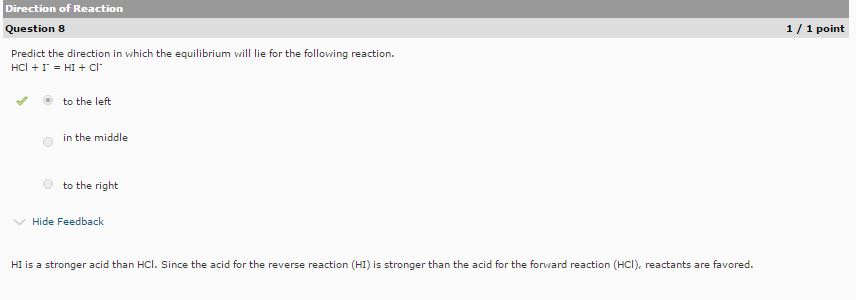 Direction of Reaction
Question 8 1 / 1 point
Predict the direction in which the equilibrium will lie for the following reaction.
HCl + I⁻ = HI + Cl⁻
to the left
in the middle
to the right
Hide Feedback
HI is a stronger acid than HCl. Since the acid for the reverse reaction (HI) is stronger than the acid for the forward reaction (HCl), reactants are favored.